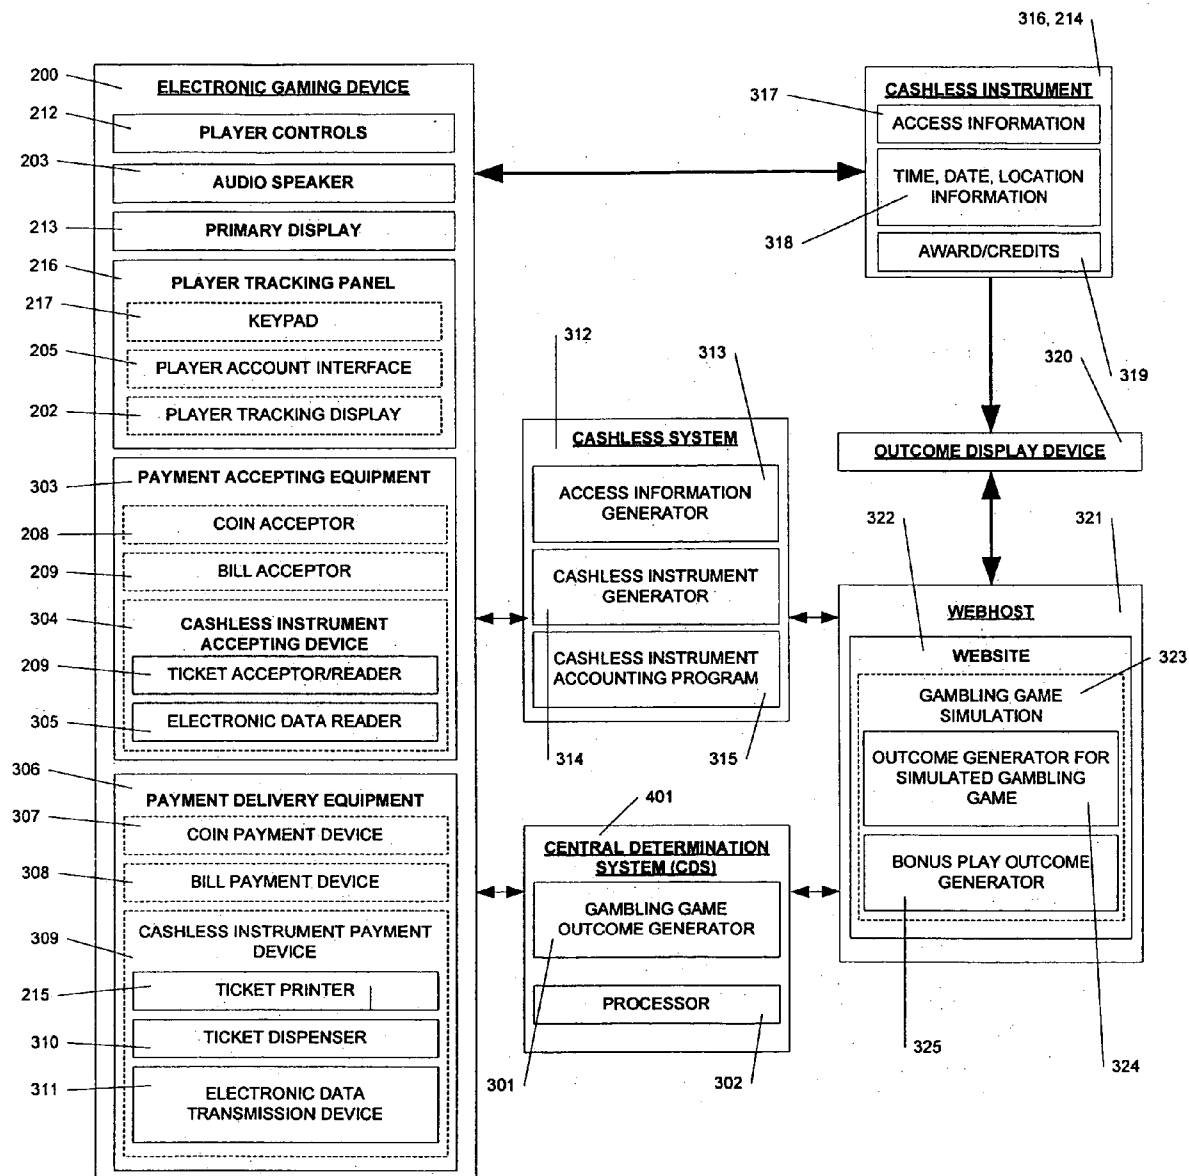 316, 214
200
ELECTRONIC GAMING DEVICE
212
PLAYER CONTROLS
203
AUDIO SPEAKER
213
PRIMARY DISPLAY
216
PLAYER TRACKING PANEL
217
KEYPAD
205
PLAYER ACCOUNT INTERFACE
202
PLAYER TRACKING DISPLAY
303
PAYMENT ACCEPTING EQUIPMENT
COIN ACCEPTOR
208
209
BILL ACCEPTOR
304
CASHLESS INSTRUMENT
ACCEPTING DEVICE
209
TICKET ACCEPTOR/READER
305
ELECTRONIC DATA READER
306
PAYMENT DELIVERY EQUIPMENT
307
COIN PAYMENT DEVICE
308
BILL PAYMENT DEVICE
309
CASHLESS INSTRUMENT PAYMENT
DEVICE
215
TICKET PRINTER
310
TICKET DISPENSER
311
ELECTRONIC DATA
TRANSMISSION DEVICE
312
313
CASHLESS SYSTEM
ACCESS INFORMATION
GENERATOR
CASHLESS INSTRUMENT
GENERATOR
CASHLESS INSTRUMENT
ACCOUNTING PROGRAM
314
315
401
CENTRAL DETERMINATION
SYSTEM (CDS)
GAMBLING GAME
OUTCOME GENERATOR
PROCESSOR
301
302
CASHLESS INSTRUMENT
317
ACCESS INFORMATION
TIME, DATE, LOCATION
INFORMATION
318
AWARD/CREDITS
319
320
OUTCOME DISPLAY DEVICE
322
321
WEBHOST
WEBSITE
323
GAMBLING GAME
SIMULATION
OUTCOME GENERATOR FOR
SIMULATED GAMBLING
GAME
BONUS PLAY OUTCOME
GENERATOR
325
324